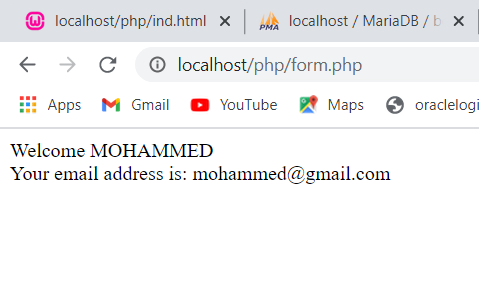 localhost/php/ind.html
PMA
localhost / MariaDB / b
localhost/php/form.php
Apps
Gmail
YouTube
Maps
oraclelogi
Welcome MOHAMMED
Your email address is: mohammed@gmail.com